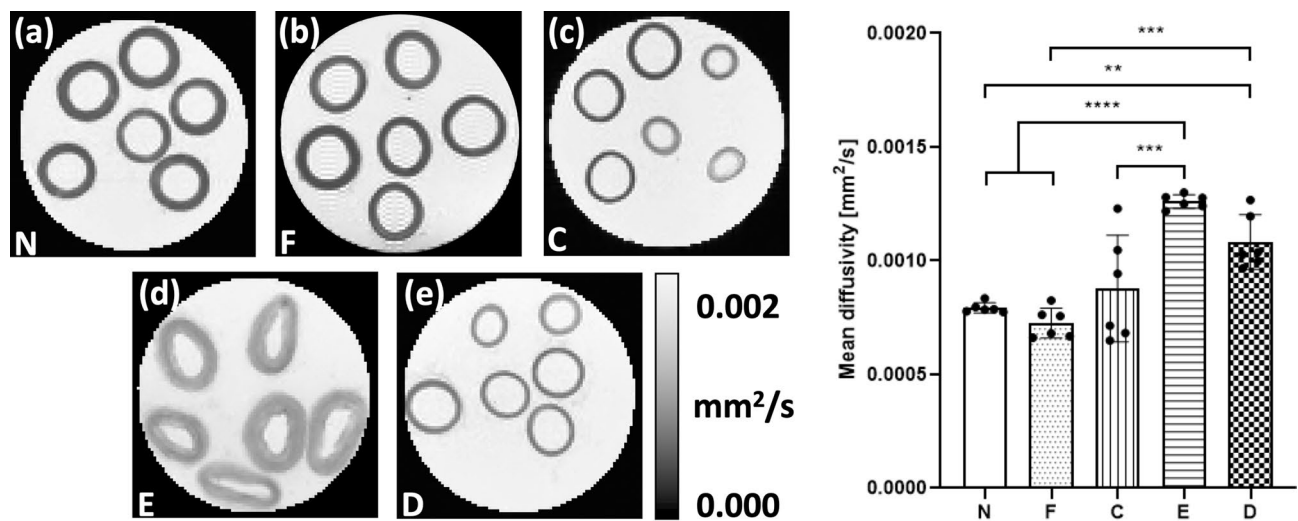 (a)
N
(b)
F
(c)
C
(d)
E
(e)
D
0.002
mm²/s
0.000
Mean diffusivity [mm²/s]
0.0020
0.0015
0.0010
0.0005
0.0000
***
**
****
***
N F C E D